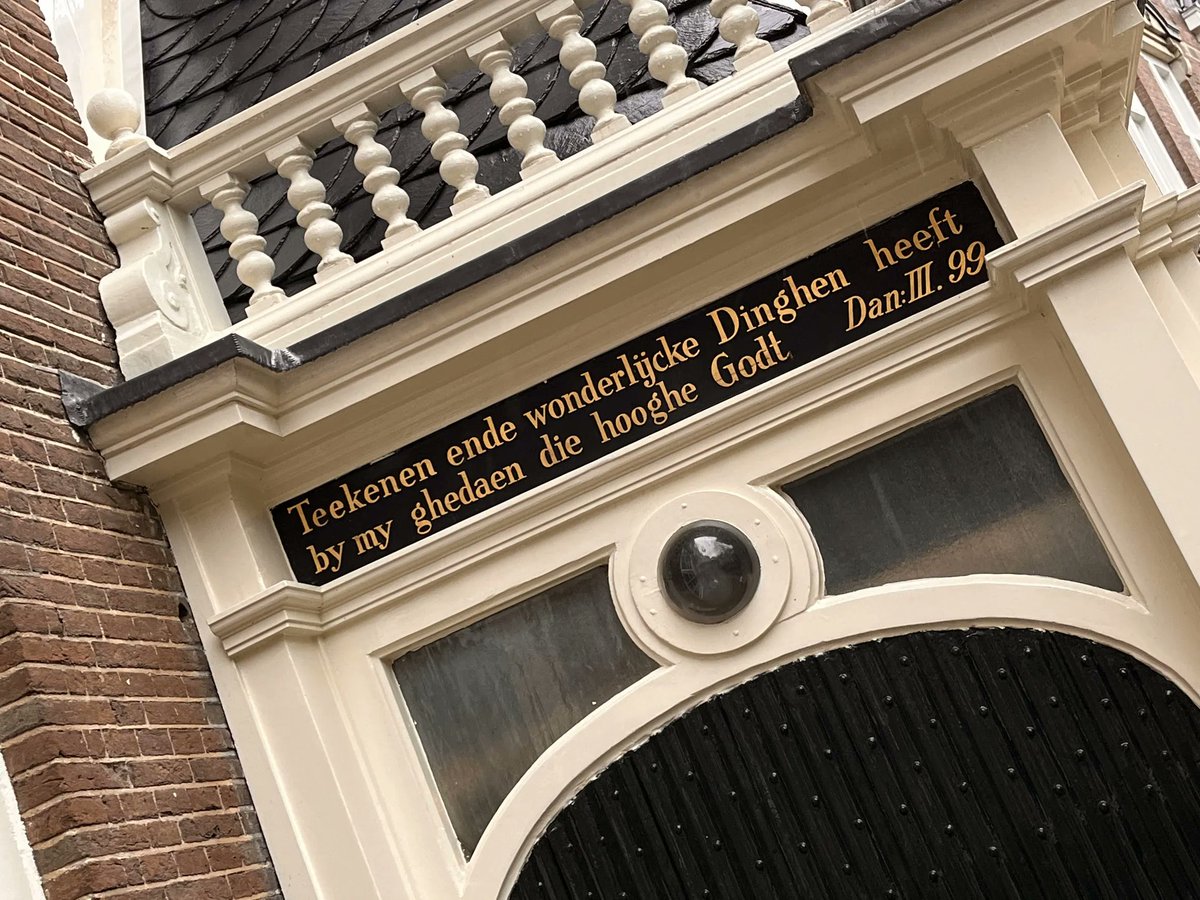 Teekenen ende wonderlijcke Dinghen heeft
by my ghedaen die hooghe Godt Dan:III. 99